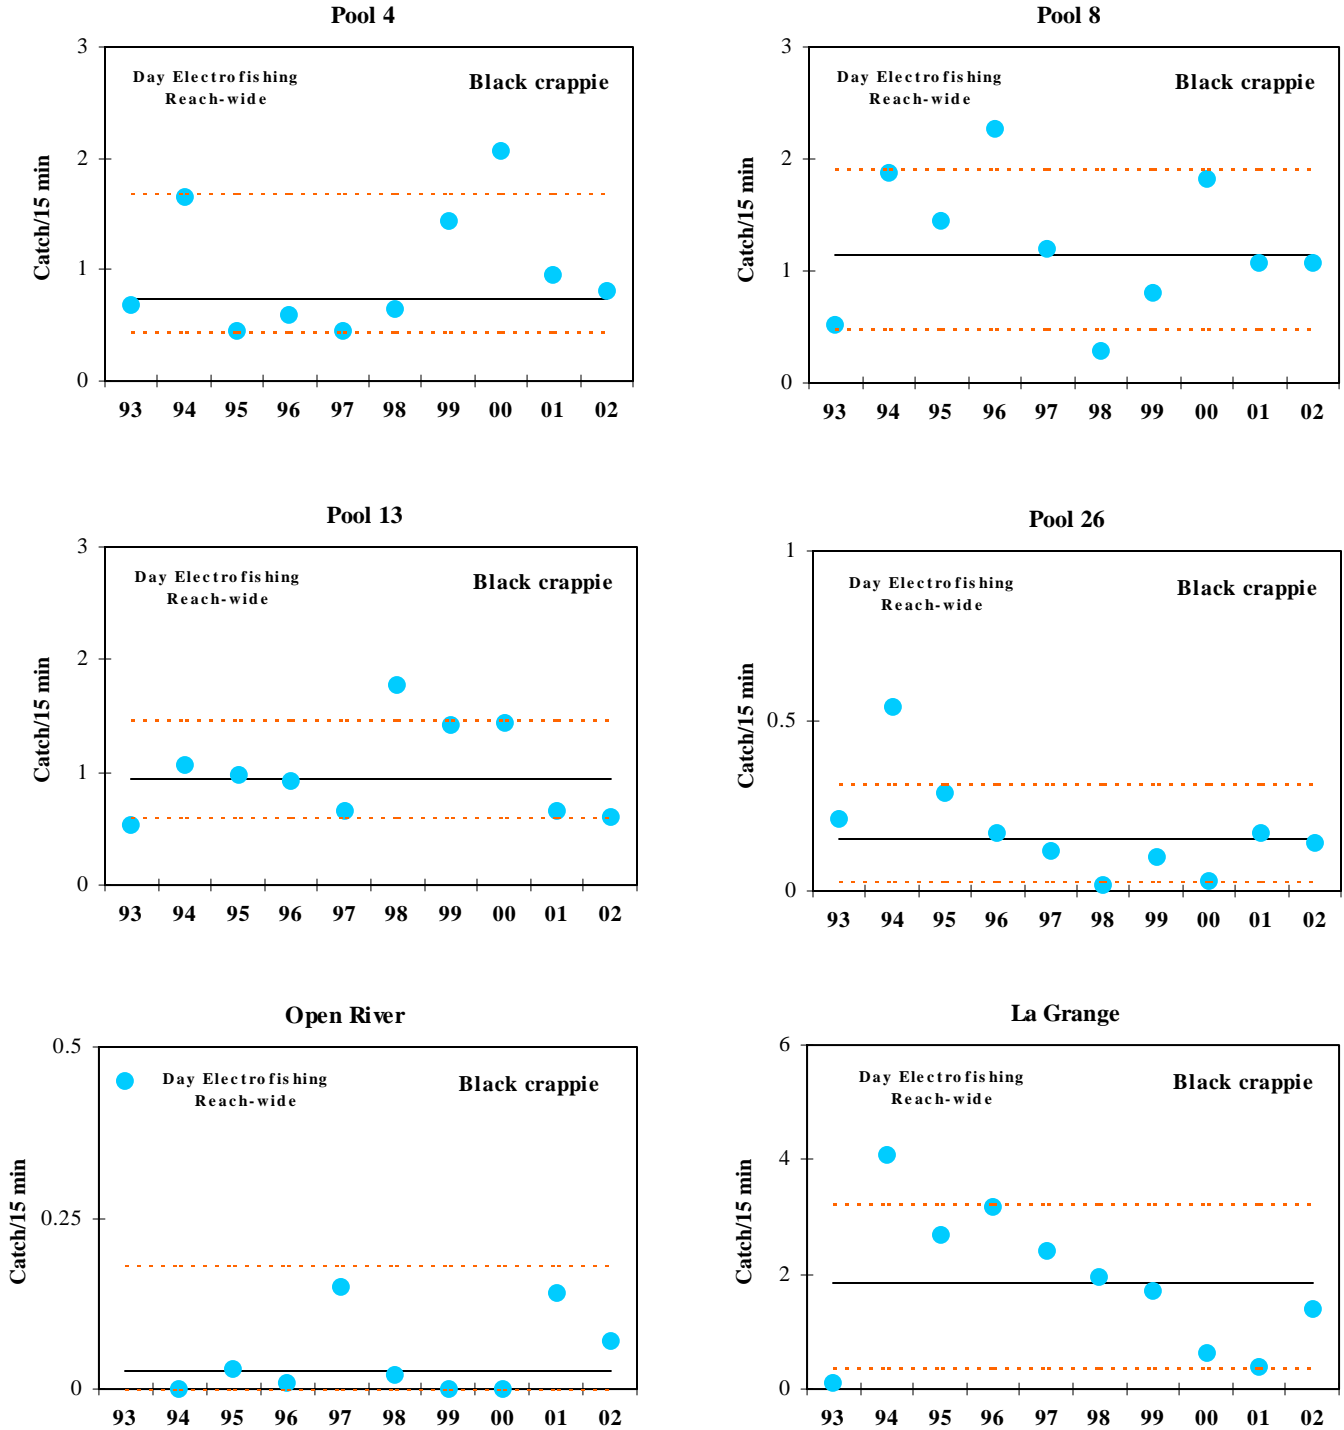 Pool 4
3
Day Electrofishing
Reach-wide
Black crappie
2
1
0
Catch/15 min
93 94 95 96 97 98 99 00 01 02
Pool 8
3
Day Electrofishing
Reach-wide
Black crappie
2
1
0
Catch/15 min
93 94 95 96 97 98 99 00 01 02
Pool 13
3
Day Electrofishing
Reach-wide
Black crappie
2
1
0
Catch/15 min
93 94 95 96 97 98 99 00 01 02
Pool 26
1
Day Electrofishing
Reach-wide
Black crappie
0.5
0
Catch/15 min
93 94 95 96 97 98 99 00 01 02
Open River
0.5
Day Electrofishing
Reach-wide
Black crappie
0.25
0
Catch/15 min
93 94 95 96 97 98 99 00 01 02
La Grange
6
Day Electrofishing
Reach-wide
Black crappie
4
2
0
Catch/15 min
93 94 95 96 97 98 99 00 01 02